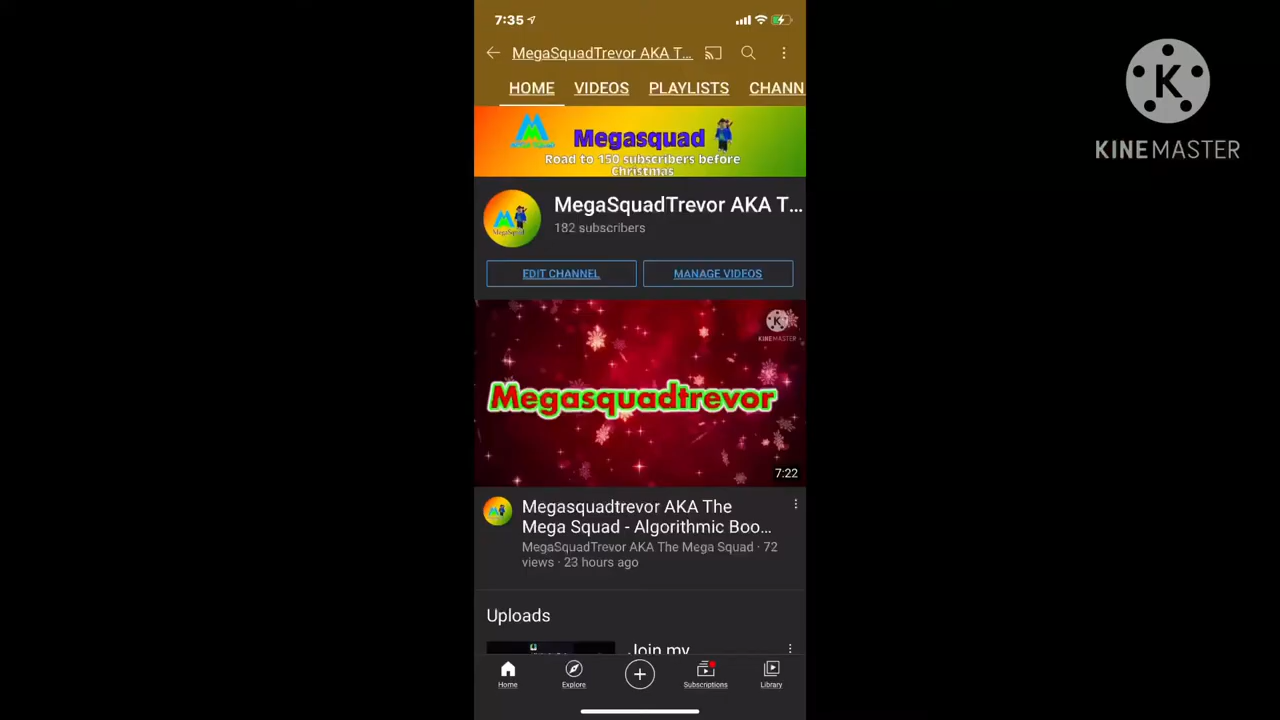 7:35
MegaSquadTrevor AKA T...
HOME VIDEOS PLAYLISTS CHANN
Megasquad
Road to 150 subscribers before
Christmas
MegaSquadTrevor AKA T...
182 subscribers
MegaSquad
EDIT CHANNEL MANAGE VIDEOS
K
KINEMASTER
Megasquadtrevor
7:22
Megasquadtrevor AKA The
Mega Squad - Algorithmic Boo...
MegaSquadTrevor AKA The Mega Squad · 72
views · 23 hours ago
Uploads
Join my
Home Explore Subscriptions Library
K
KINEMASTER